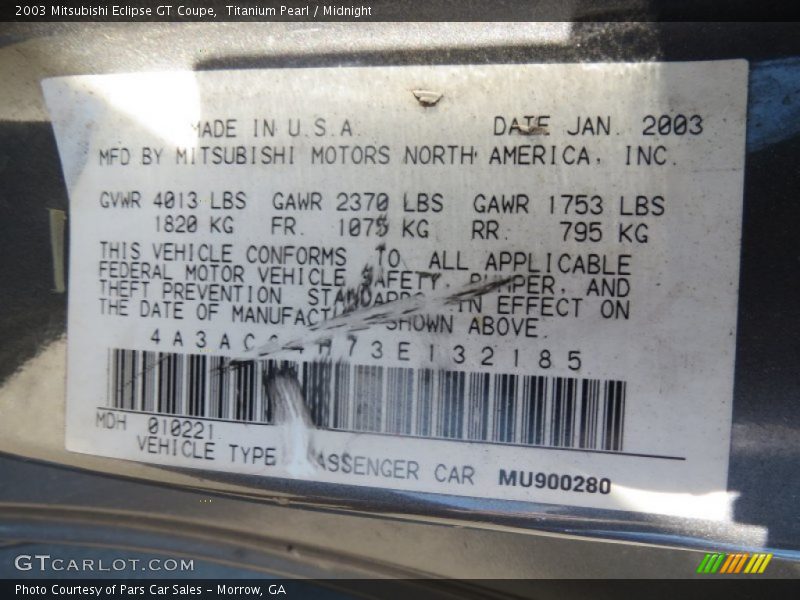 2003 Mitsubishi Eclipse GT Coupe, Titanium Pearl / Midnight
MADE IN U.S.A. DATE JAN. 2003
MFD BY MITSUBISHI MOTORS NORTH AMERICA, INC.
GVWR 4013 LBS GAWR 2370 LBS GAWR 1753 LBS
1820 KG FR. 1075 KG RR. 795 KG
THIS VEHICLE CONFORMS TO ALL APPLICABLE
FEDERAL MOTOR VEHICLE SAFETY, BUMPER, AND
THEFT PREVENTION STANDARDS IN EFFECT ON
THE DATE OF MANUFACTURE SHOWN ABOVE.
73E132185
MDH 010221
VEHICLE TYPE PASSENGER CAR MU900280
GTCARLOT.COM
Photo Courtesy of Pars Car Sales - Morrow, GA